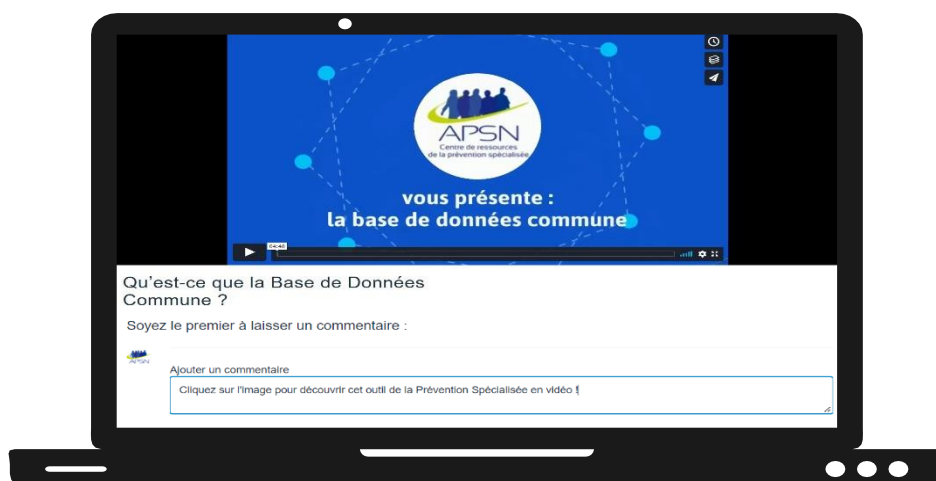 APSN
Centre de ressources
de la prévention spécialisée
vous présente :
la base de données commune
04:48
Qu'est-ce que la Base de Données
Commune ?
Soyez le premier à laisser un commentaire :
APSN
Ajouter un commentaire
Cliquez sur l'image pour découvrir cet outil de la Prévention Spécialisée en vidéo !